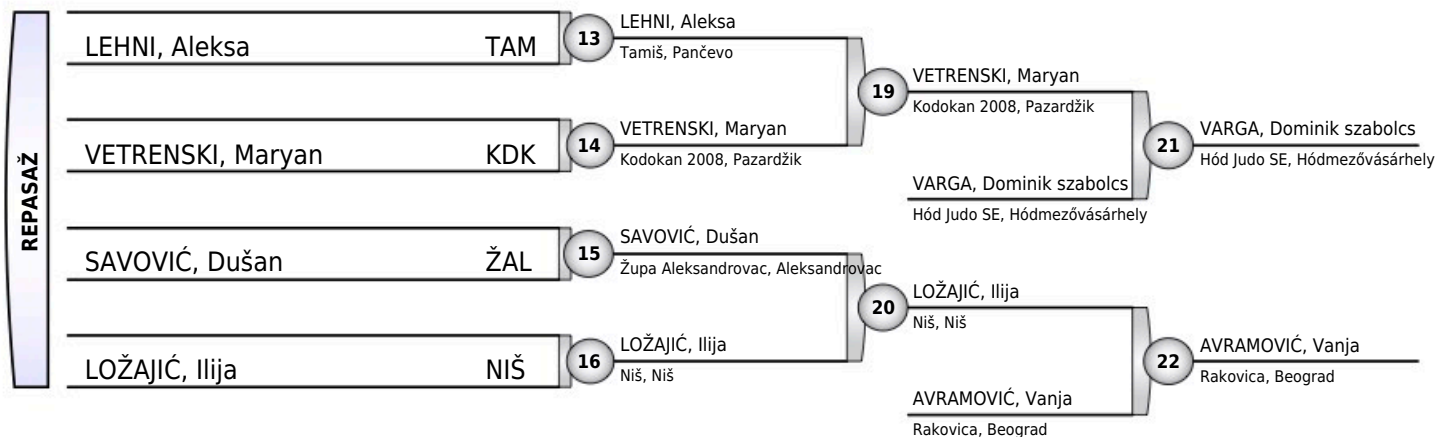 REPASAŽ
LEHNI, Aleksa TAM
VETRENSKI, Maryan KDK
SAVOVIĆ, Dušan ŽAL
LOŽAJIĆ, Ilija NIŠ
13
LEHNI, Aleksa
Tamiš, Pančevo
14
VETRENSKI, Maryan
Kodokan 2008, Pazardžik
15
SAVOVIĆ, Dušan
Župa Aleksandrovac, Aleksandrovac
16
LOŽAJIĆ, Ilija
Niš, Niš
19
VETRENSKI, Maryan
Kodokan 2008, Pazardžik
VARGA, Dominik szabolcs
Hód Judo SE, Hódmezővásárhely
20
LOŽAJIĆ, Ilija
Niš, Niš
AVRAMOVIĆ, Vanja
Rakovica, Beograd
21
VARGA, Dominik szabolcs
Hód Judo SE, Hódmezővásárhely
22
AVRAMOVIĆ, Vanja
Rakovica, Beograd